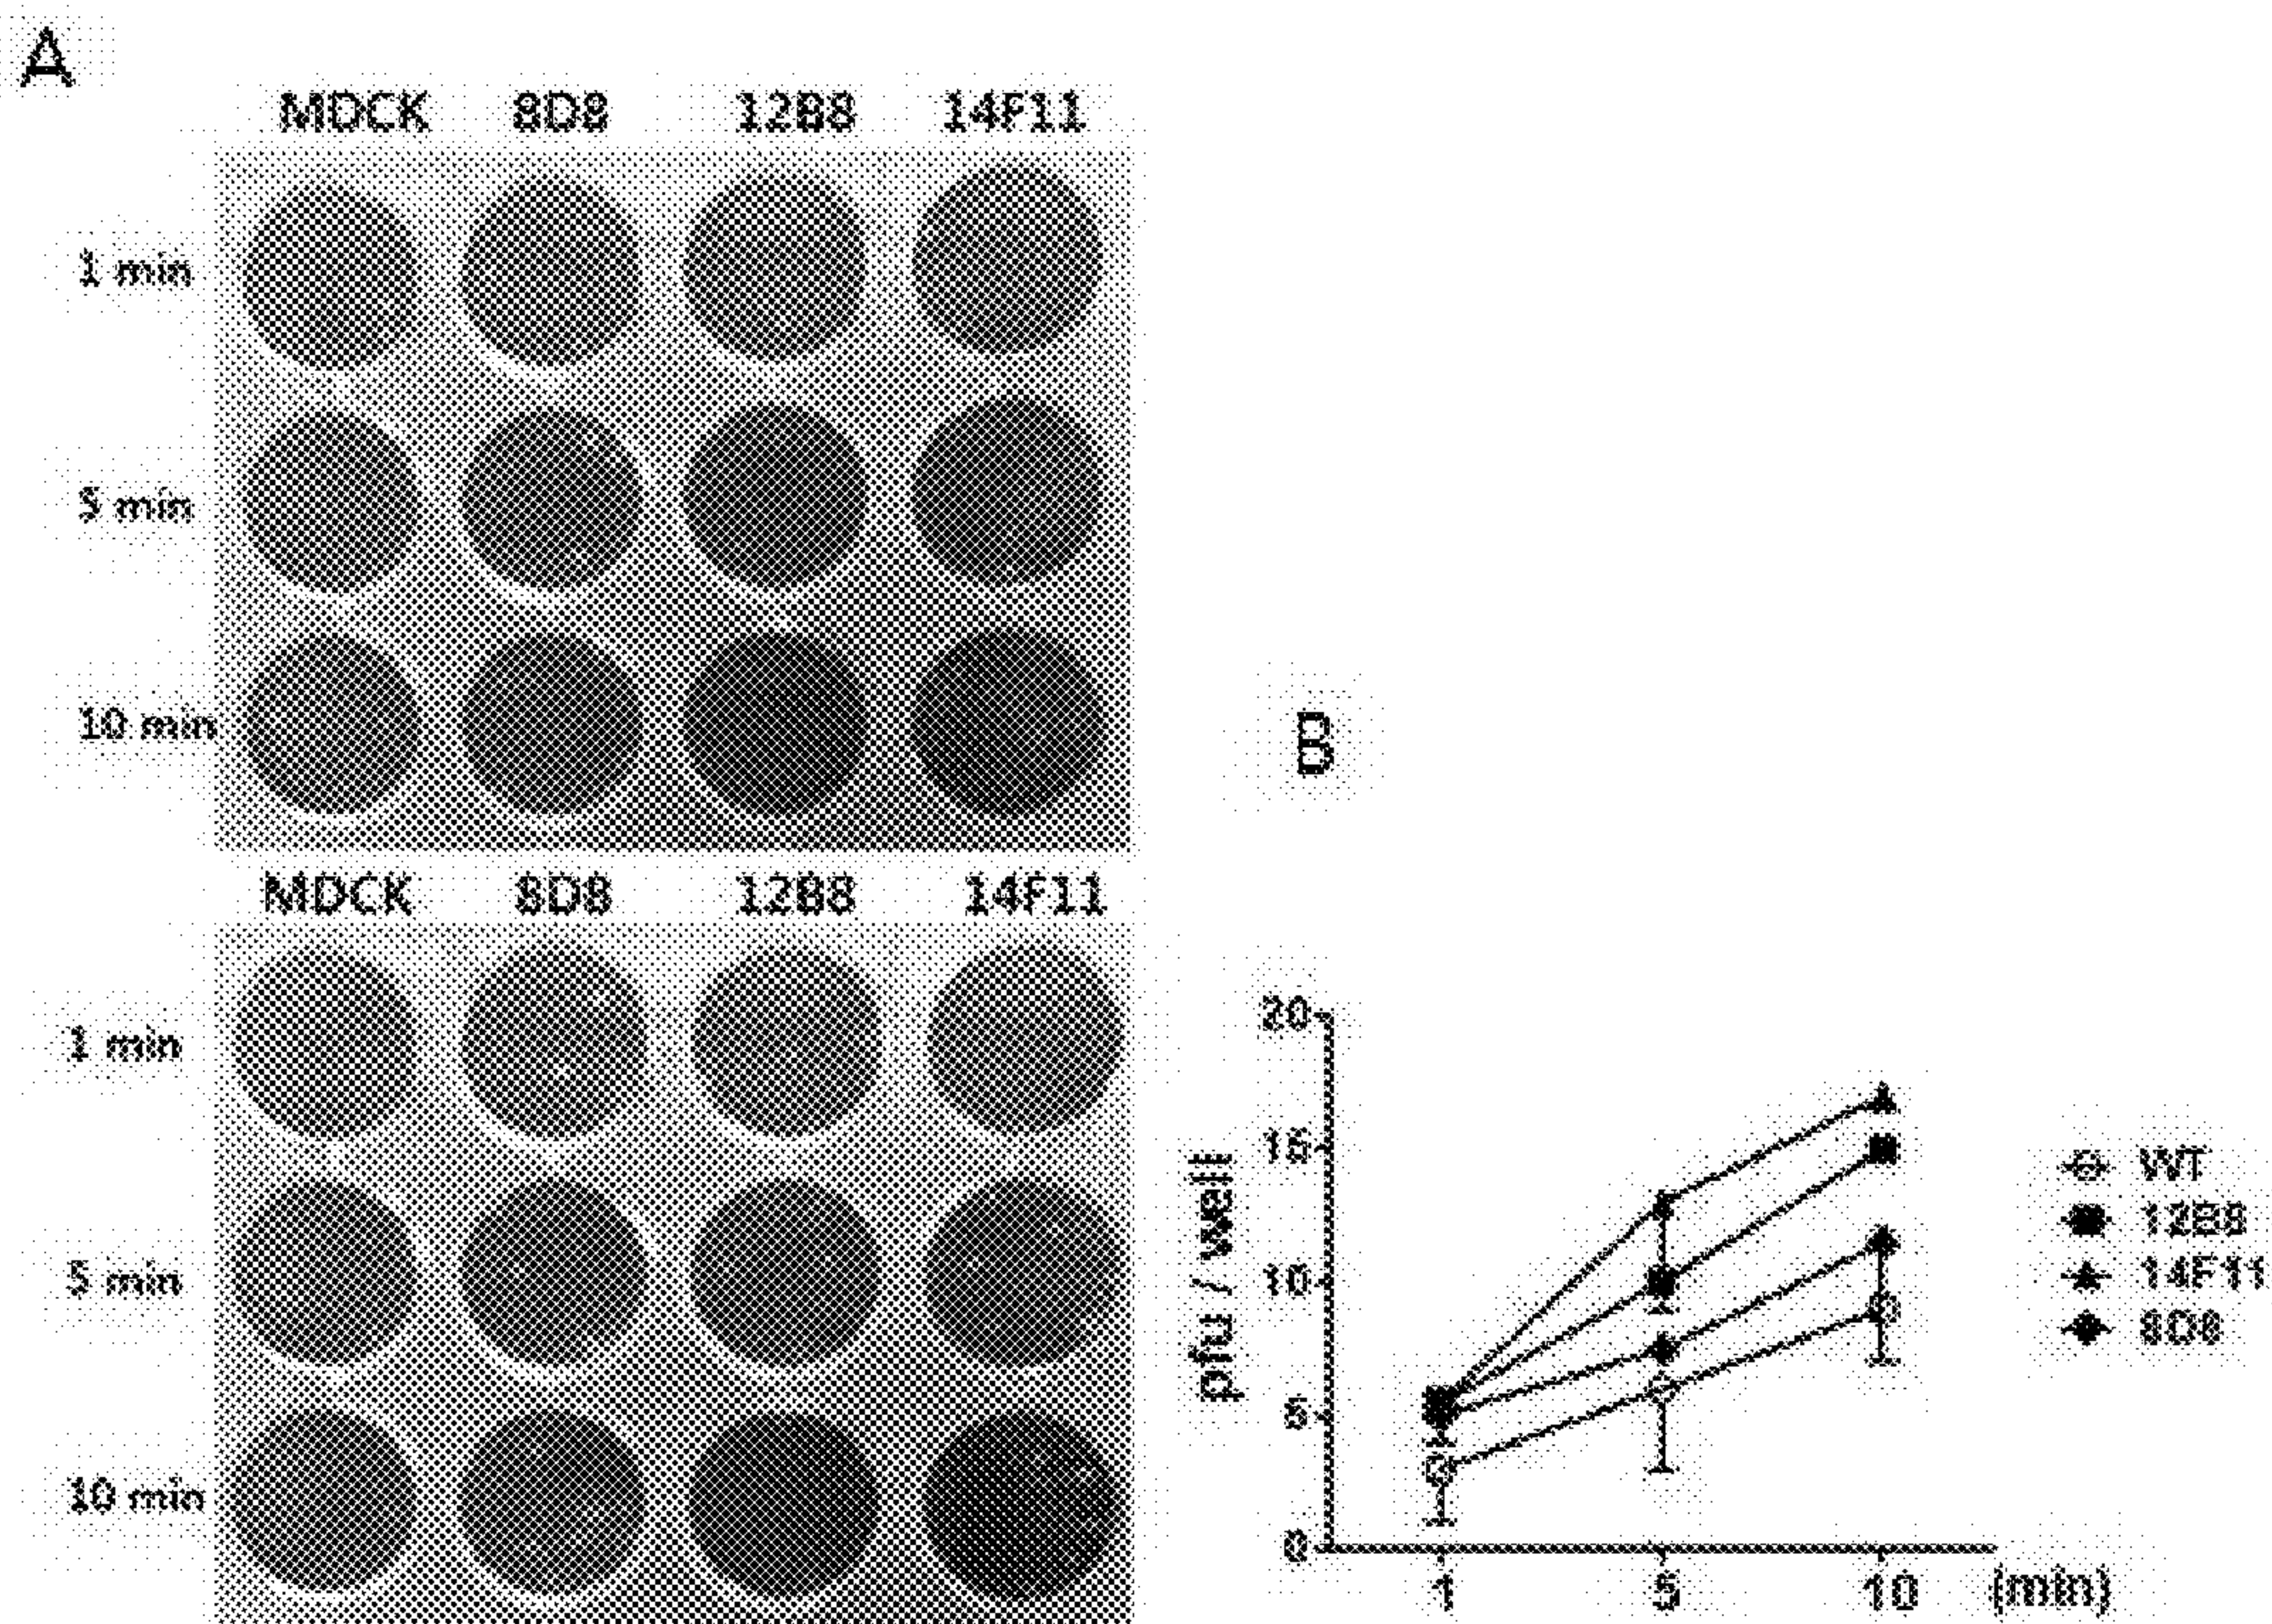 A
MDCK 8D8 12B8 14F11
1 min
5 min
10 min
MDCK 8D8 12B8 14F11
1 min
5 min
10 min
B
20
15
10
5
0
pfu / well
1 5 10 (min)
WT
12B8
14F11
8D8